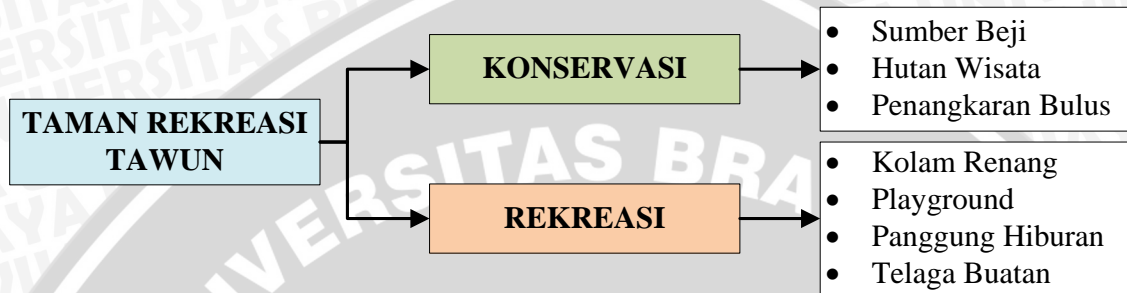 TAMAN REKREASI
TAWUN
KONSERVASI
• Sumber Beji
• Hutan Wisata
• Penangkaran Bulus
REKREASI
• Kolam Renang
• Playground
• Panggung Hiburan
• Telaga Buatan